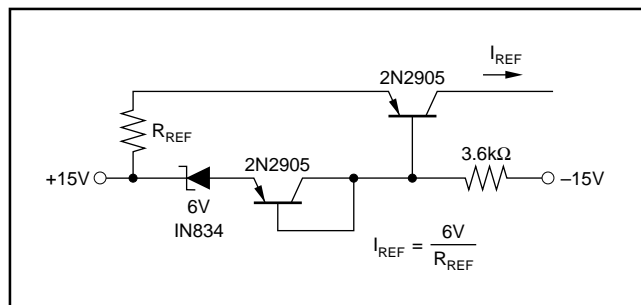 I_REF
2N2905
R_REF
2N2905
3.6kΩ
+15V
–15V
6V
IN834
I_REF = 6V / R_REF